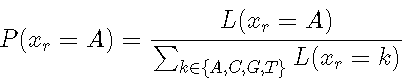 P(x_r = A) = \frac{L(x_r = A)}{\sum_{k \in \{A,C,G,T\}} L(x_r = k)}